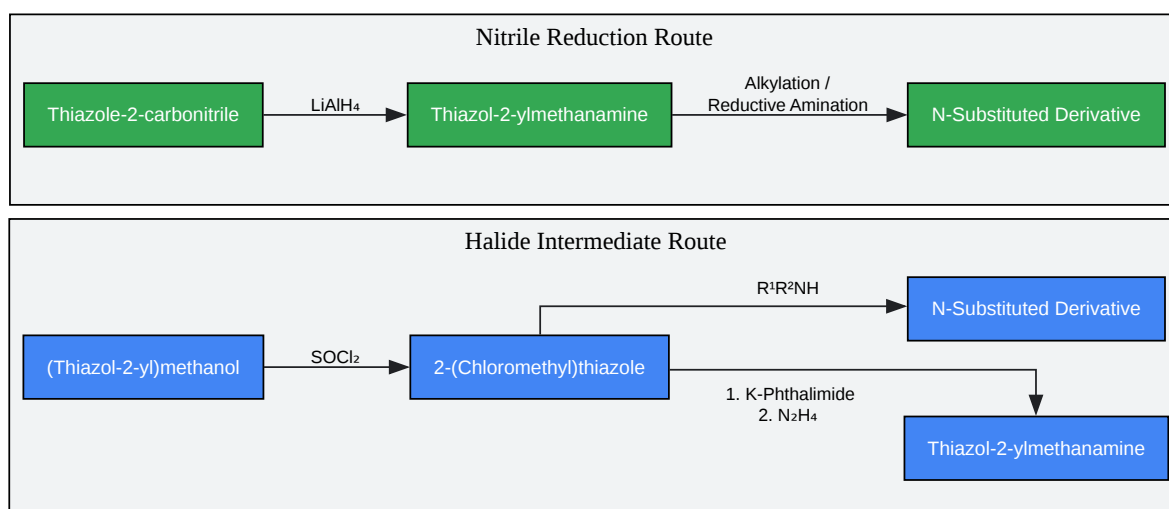 Nitrile Reduction Route
Thiazole-2-carbonitrile
LiAlH₄
Thiazol-2-ylmethanamine
Alkylation /
Reductive Amination
N-Substituted Derivative
Halide Intermediate Route
(Thiazol-2-yl)methanol
SOCl₂
2-(Chloromethyl)thiazole
R¹R²NH
N-Substituted Derivative
1. K-Phthalimide
2. N₂H₄
Thiazol-2-ylmethanamine